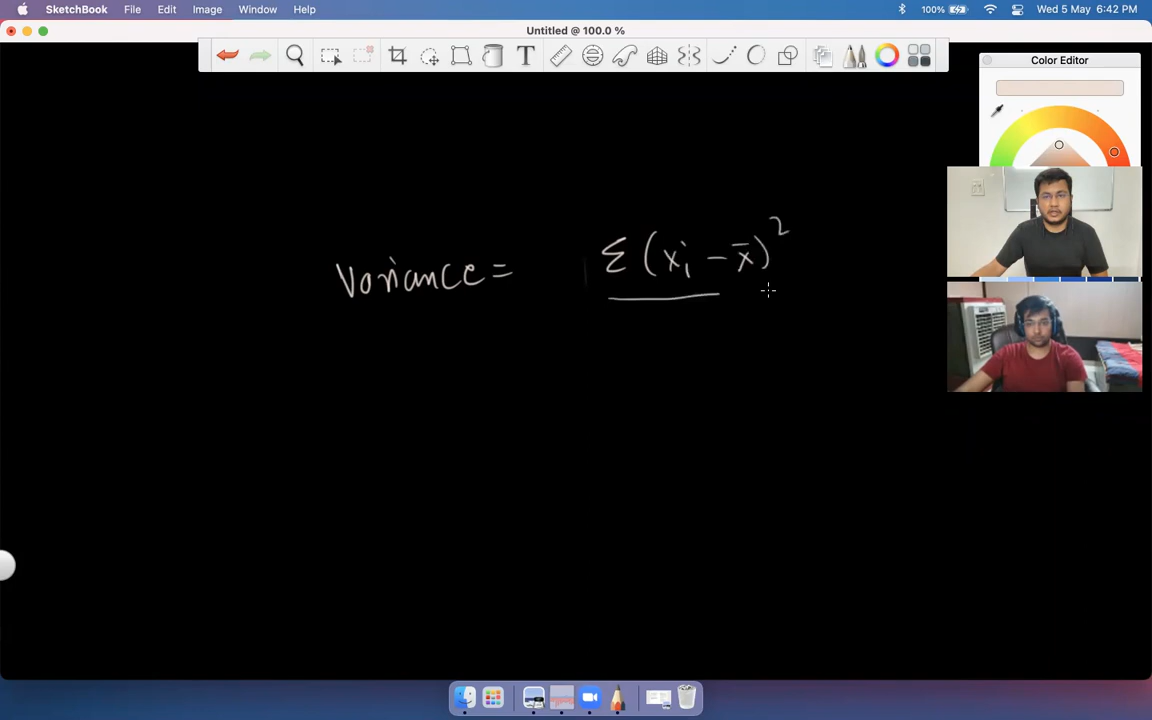 SketchBook File Edit Image Window Help 100% Wed 5 May 6:42 PM
Untitled @ 100.0 %
T
Color Editor
Variance = Σ (xi − x̄)²